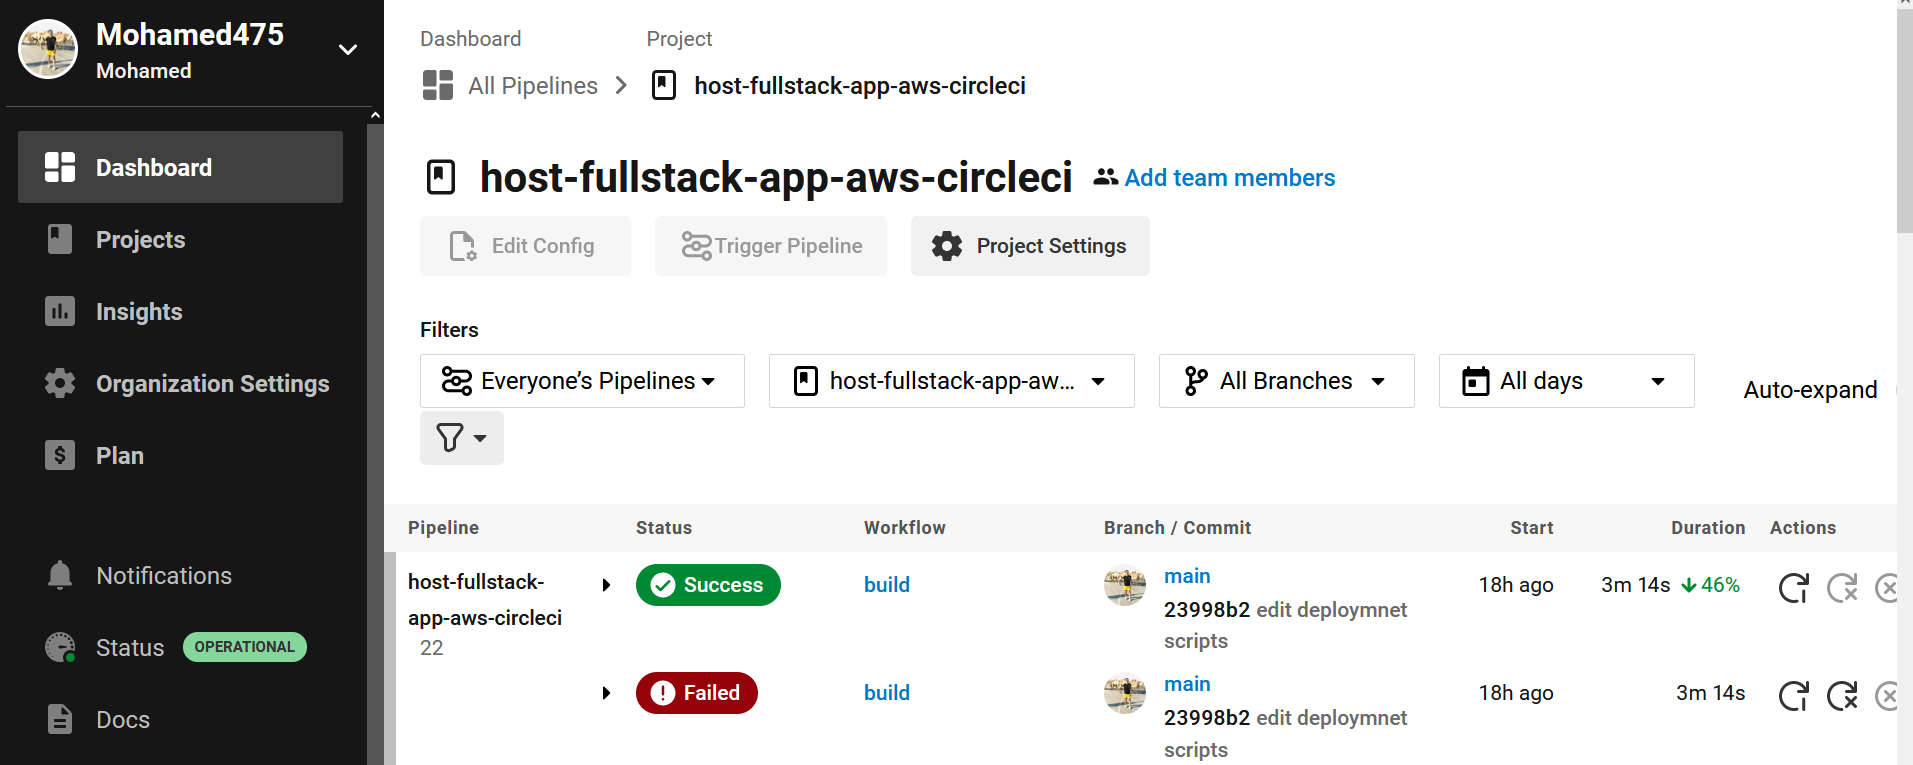 Mohamed475
Mohamed
Dashboard
Projects
Insights
Organization Settings
Plan
Notifications
Status OPERATIONAL
Docs
Dashboard Project
All Pipelines host-fullstack-app-aws-circleci
host-fullstack-app-aws-circleci Add team members
Edit Config Trigger Pipeline Project Settings
Filters
Everyone’s Pipelines host-fullstack-app-aw... All Branches All days Auto-expand
Pipeline Status Workflow Branch / Commit Start Duration Actions
host-fullstack-
app-aws-circleci
22
Success build main 18h ago 3m 14s 46%
23998b2 edit deploymnet
scripts
Failed build main 18h ago 3m 14s
23998b2 edit deploymnet
scripts